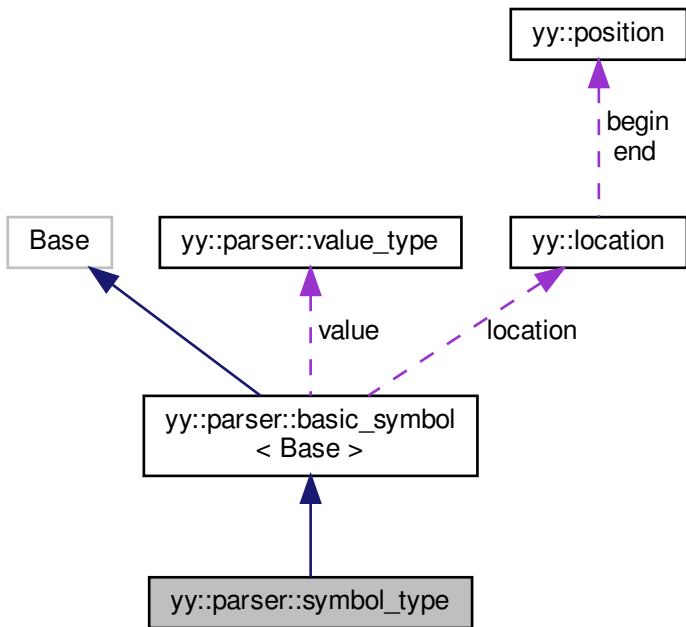 yy::position
begin
end
Base
yy::parser::value_type
yy::location
value
location
yy::parser::basic_symbol
< Base >
yy::parser::symbol_type